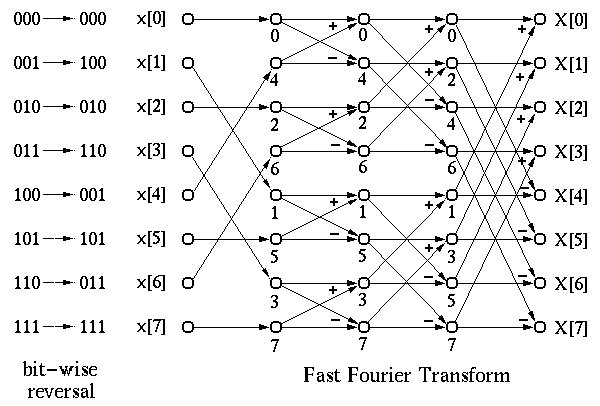 000 → 000 x[0] 0 + 0 0 + X[0]
001 → 100 x[1] 4 − 4 + 2 + X[1]
010 → 010 x[2] 2 + 2 − 4 + X[2]
011 → 110 x[3] 6 − 6 − 6 + X[3]
100 → 001 x[4] 1 + 1 + 1 − X[4]
101 → 101 x[5] 5 − 5 + 3 − X[5]
110 → 011 x[6] 3 + 3 − 5 − X[6]
111 → 111 x[7] 7 − 7 − 7 − X[7]
bit-wise
reversal
Fast Fourier Transform